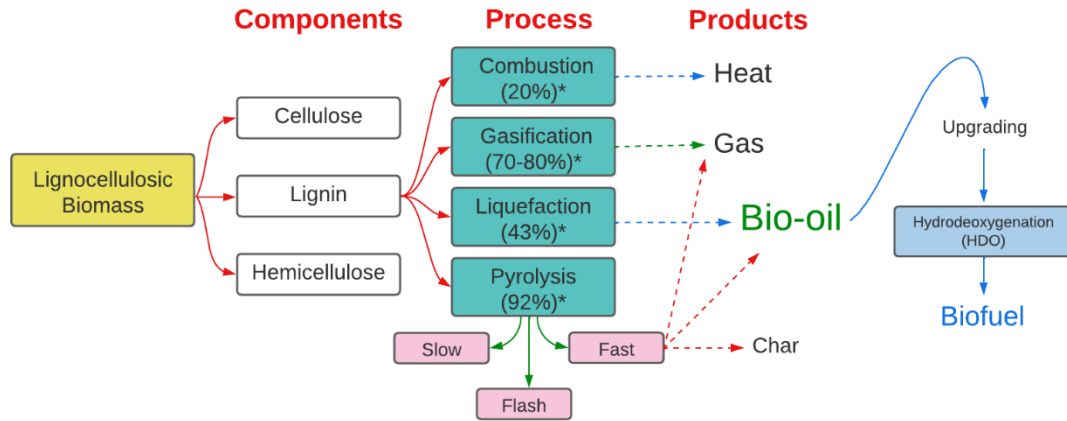 Components
Process
Products
Combustion
(20%)*
Heat
Cellulose
Upgrading
Gasification
(70-80%)*
Gas
Lignocellulosic
Biomass
Lignin
Liquefaction
(43%)*
Bio-oil
Hydrodeoxygenation
(HDO)
Hemicellulose
Pyrolysis
(92%)*
Biofuel
Slow
Fast
Char
Flash